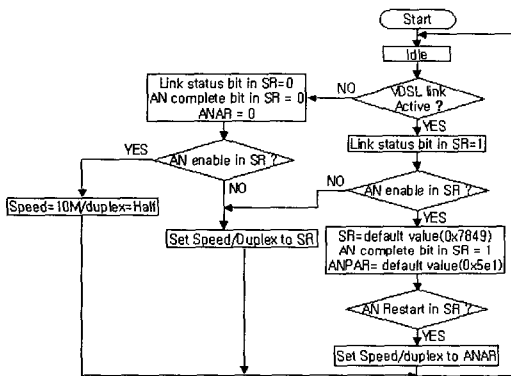 Start
Idle
VDSL link
Active ?
NO
YES
Link status bit in SR=0
AN complete bit in SR = 0
ANAR = 0
Link status bit in SR=1
YES
AN enable in SR ?
NO
NO
AN enable in SR ?
YES
Speed=10M/duplex=Half
Set Speed/Duplex to SR
SR=default value(0x7849)
AN complete bit in SR = 1
ANPAR= default value(0x5e1)
AN Restart in SR ?
YES
Set Speed/duplex to ANAR